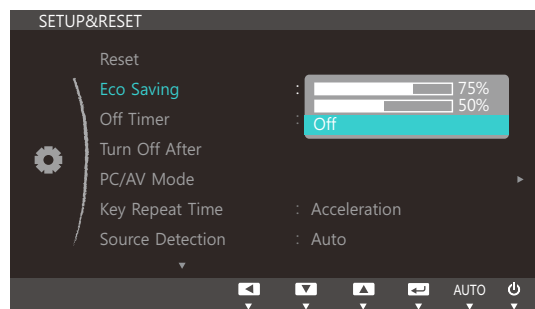 SETUP&RESET
Reset
Eco Saving : 75%
50%
Off Timer : Off
Turn Off After
PC/AV Mode
Key Repeat Time : Acceleration
Source Detection : Auto
AUTO